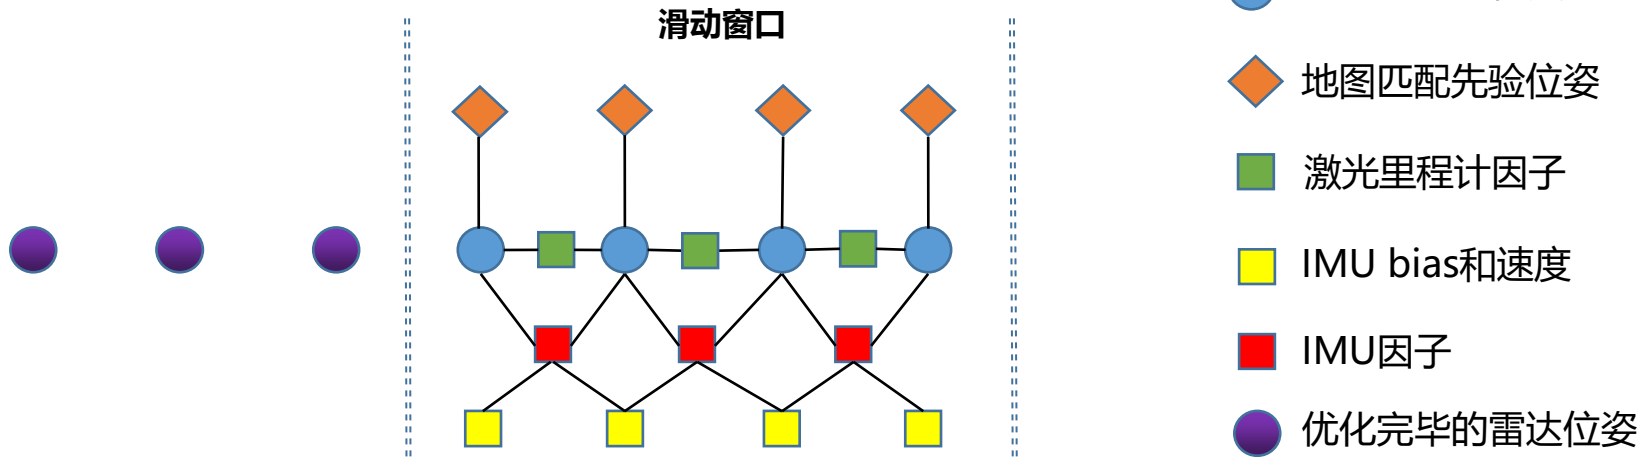 滑动窗口
地图匹配先验位姿
激光里程计因子
IMU bias和速度
IMU因子
优化完毕的雷达位姿